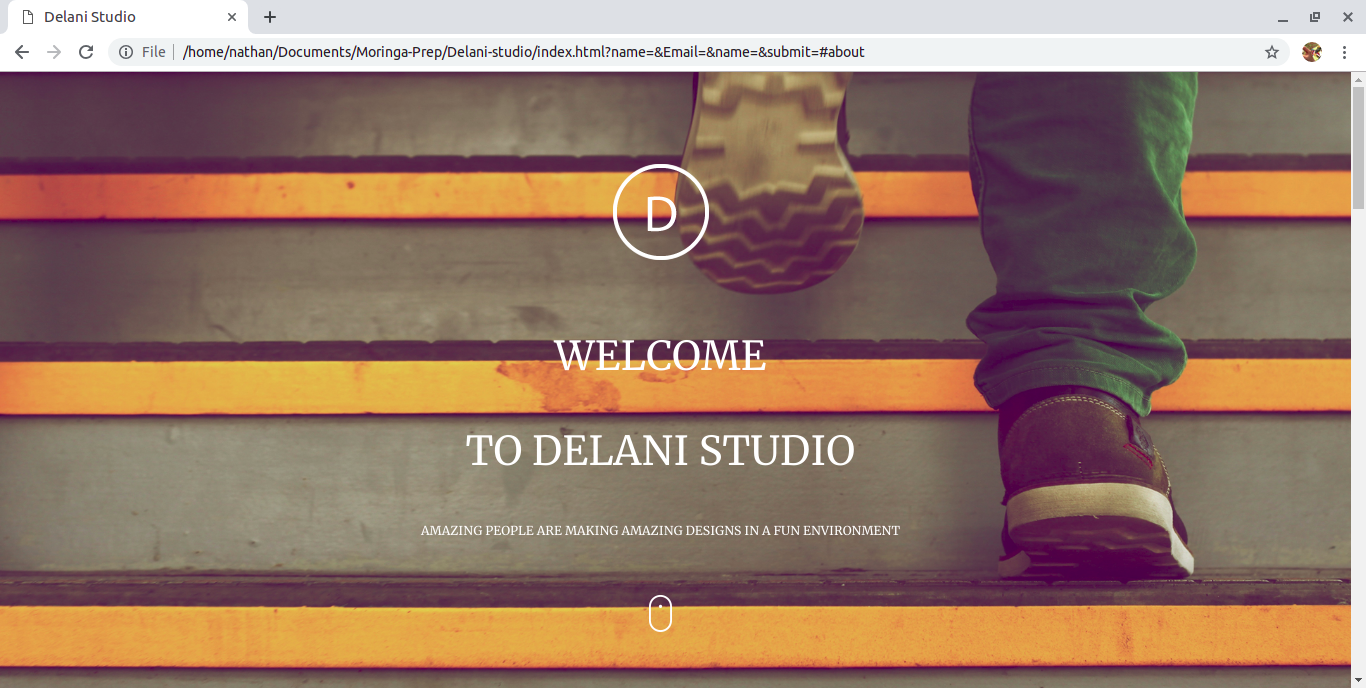 Delani Studio
File
/home/nathan/Documents/Moringa-Prep/Delani-studio/index.html?name=&Email=&name=&submit=#about
D
WELCOME
TO DELANI STUDIO
AMAZING PEOPLE ARE MAKING AMAZING DESIGNS IN A FUN ENVIRONMENT